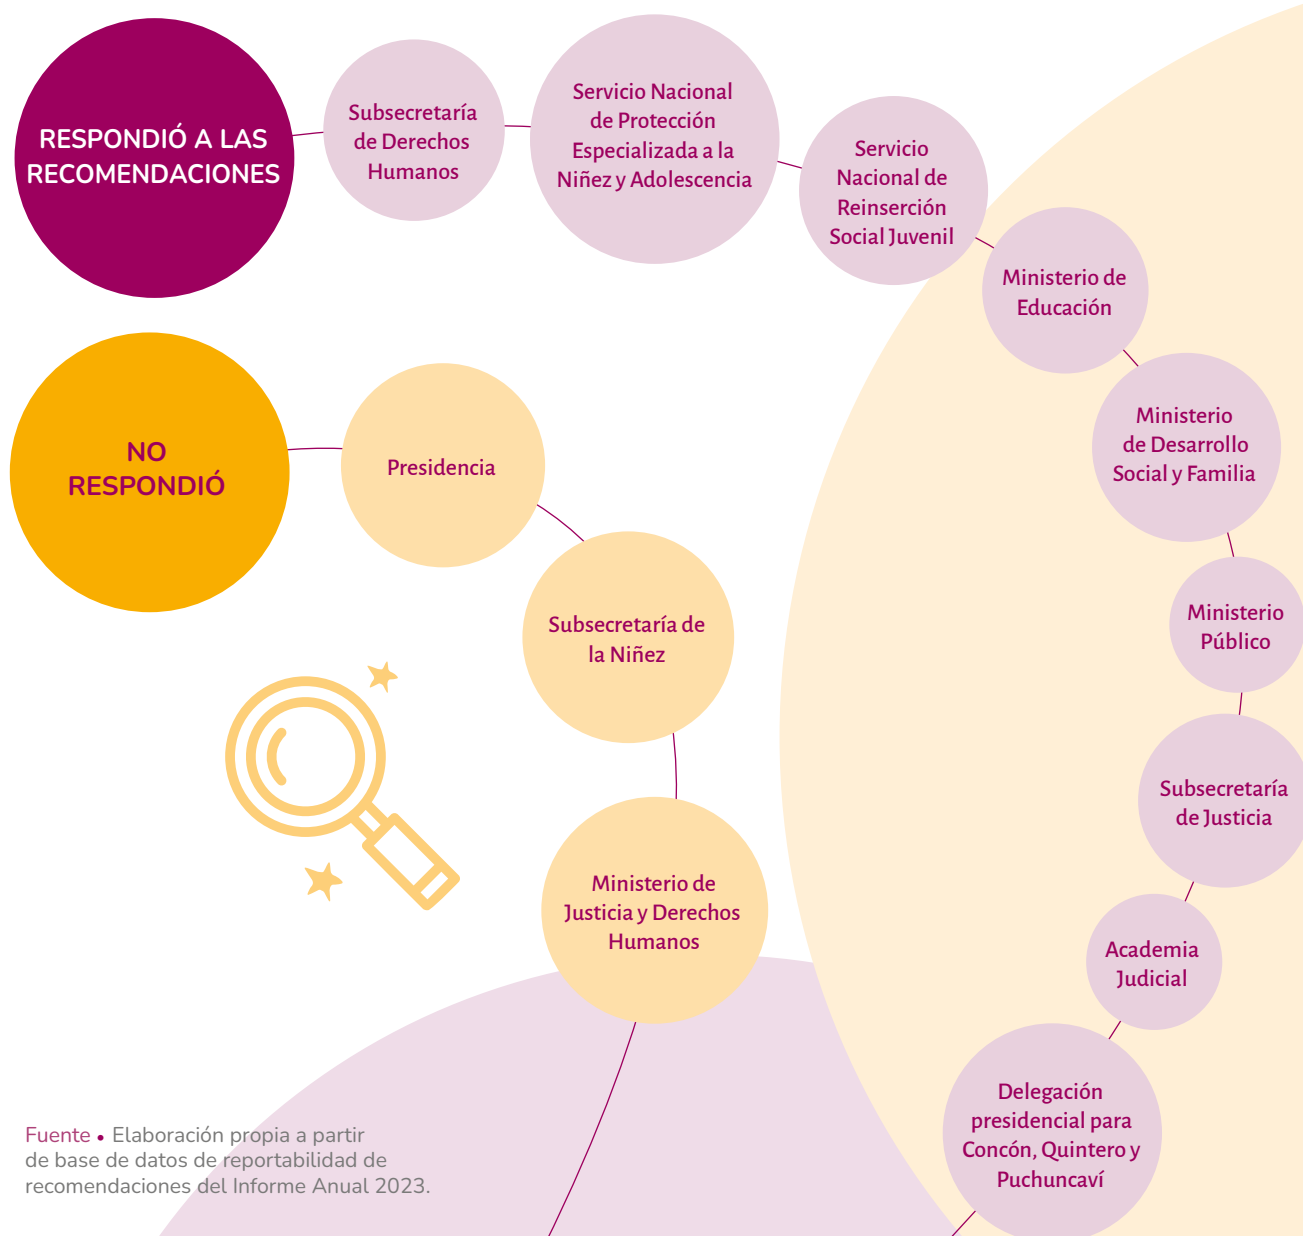 RESPONDIÓ A LAS
RECOMENDACIONES
Subsecretaría
de Derechos
Humanos
Servicio Nacional
de Protección
Especializada a la
Niñez y Adolescencia
Servicio
Nacional de
Reinserción
Social Juvenil
Ministerio de
Educación
Ministerio
de Desarrollo
Social y Familia
Ministerio
Público
Subsecretaría
de Justicia
Academia
Judicial
Delegación
presidencial para
Concón, Quintero y
Puchuncaví
NO
RESPONDIÓ
Presidencia
Subsecretaría de
la Niñez
Ministerio de
Justicia y Derechos
Humanos
Fuente • Elaboración propia a partir
de base de datos de reportabilidad de
recomendaciones del Informe Anual 2023.